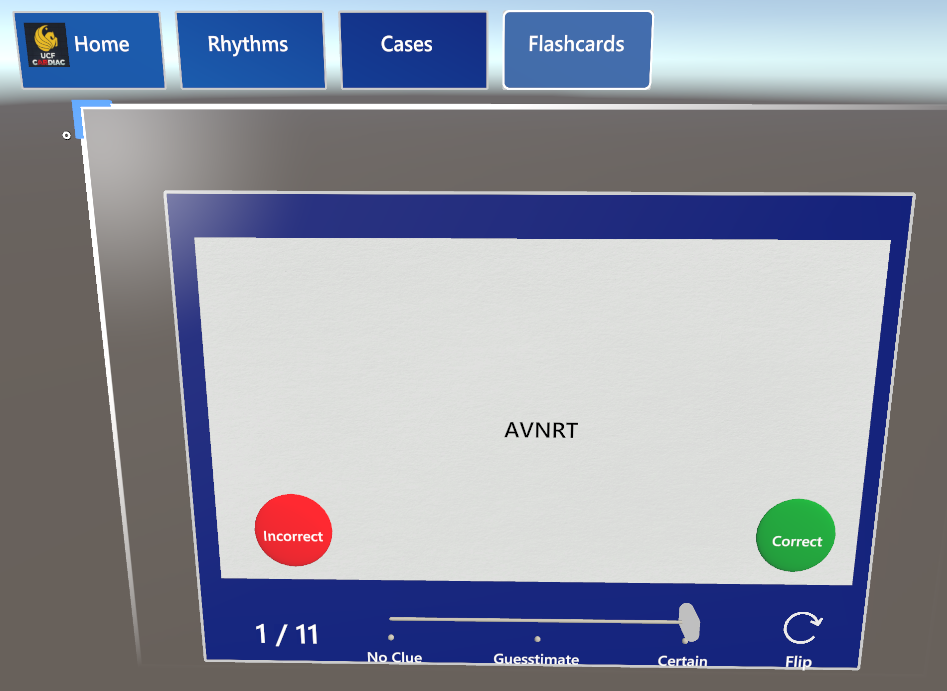 UCF
CARDIAC
Home
Rhythms
Cases
Flashcards
AVNRT
Incorrect
Correct
1 / 11
No Clue
Guesstimate
Certain
Flip